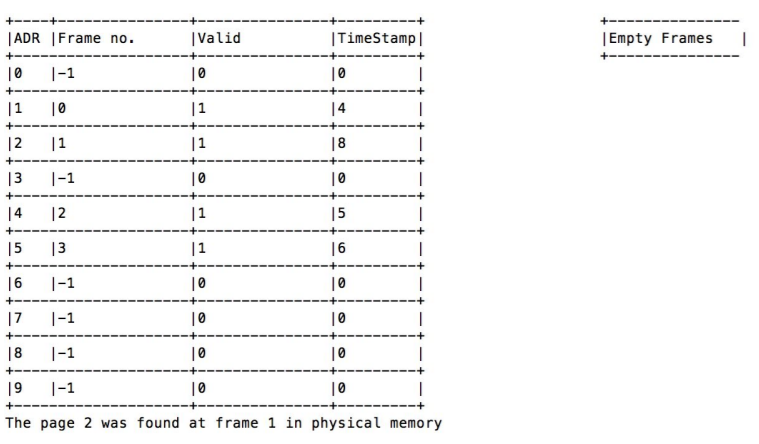 +----+--------------------+----------------+----------+ +---------------
|ADR |Frame no. |Valid |TimeStamp| |Empty Frames |
+----------------------+----------------+----------+ +---------------
|0 |-1 |0 |0 |
+----------------------+----------------+----------+
|1 |0 |1 |4 |
+----------------------+----------------+----------+
|2 |1 |1 |8 |
+----------------------+----------------+----------+
|3 |-1 |0 |0 |
+----------------------+----------------+----------+
|4 |2 |1 |5 |
+----------------------+----------------+----------+
|5 |3 |1 |6 |
+----------------------+----------------+----------+
|6 |-1 |0 |0 |
+----------------------+----------------+----------+
|7 |-1 |0 |0 |
+----------------------+----------------+----------+
|8 |-1 |0 |0 |
+----------------------+----------------+----------+
|9 |-1 |0 |0 |
+----------------------+----------------+----------+
The page 2 was found at frame 1 in physical memory